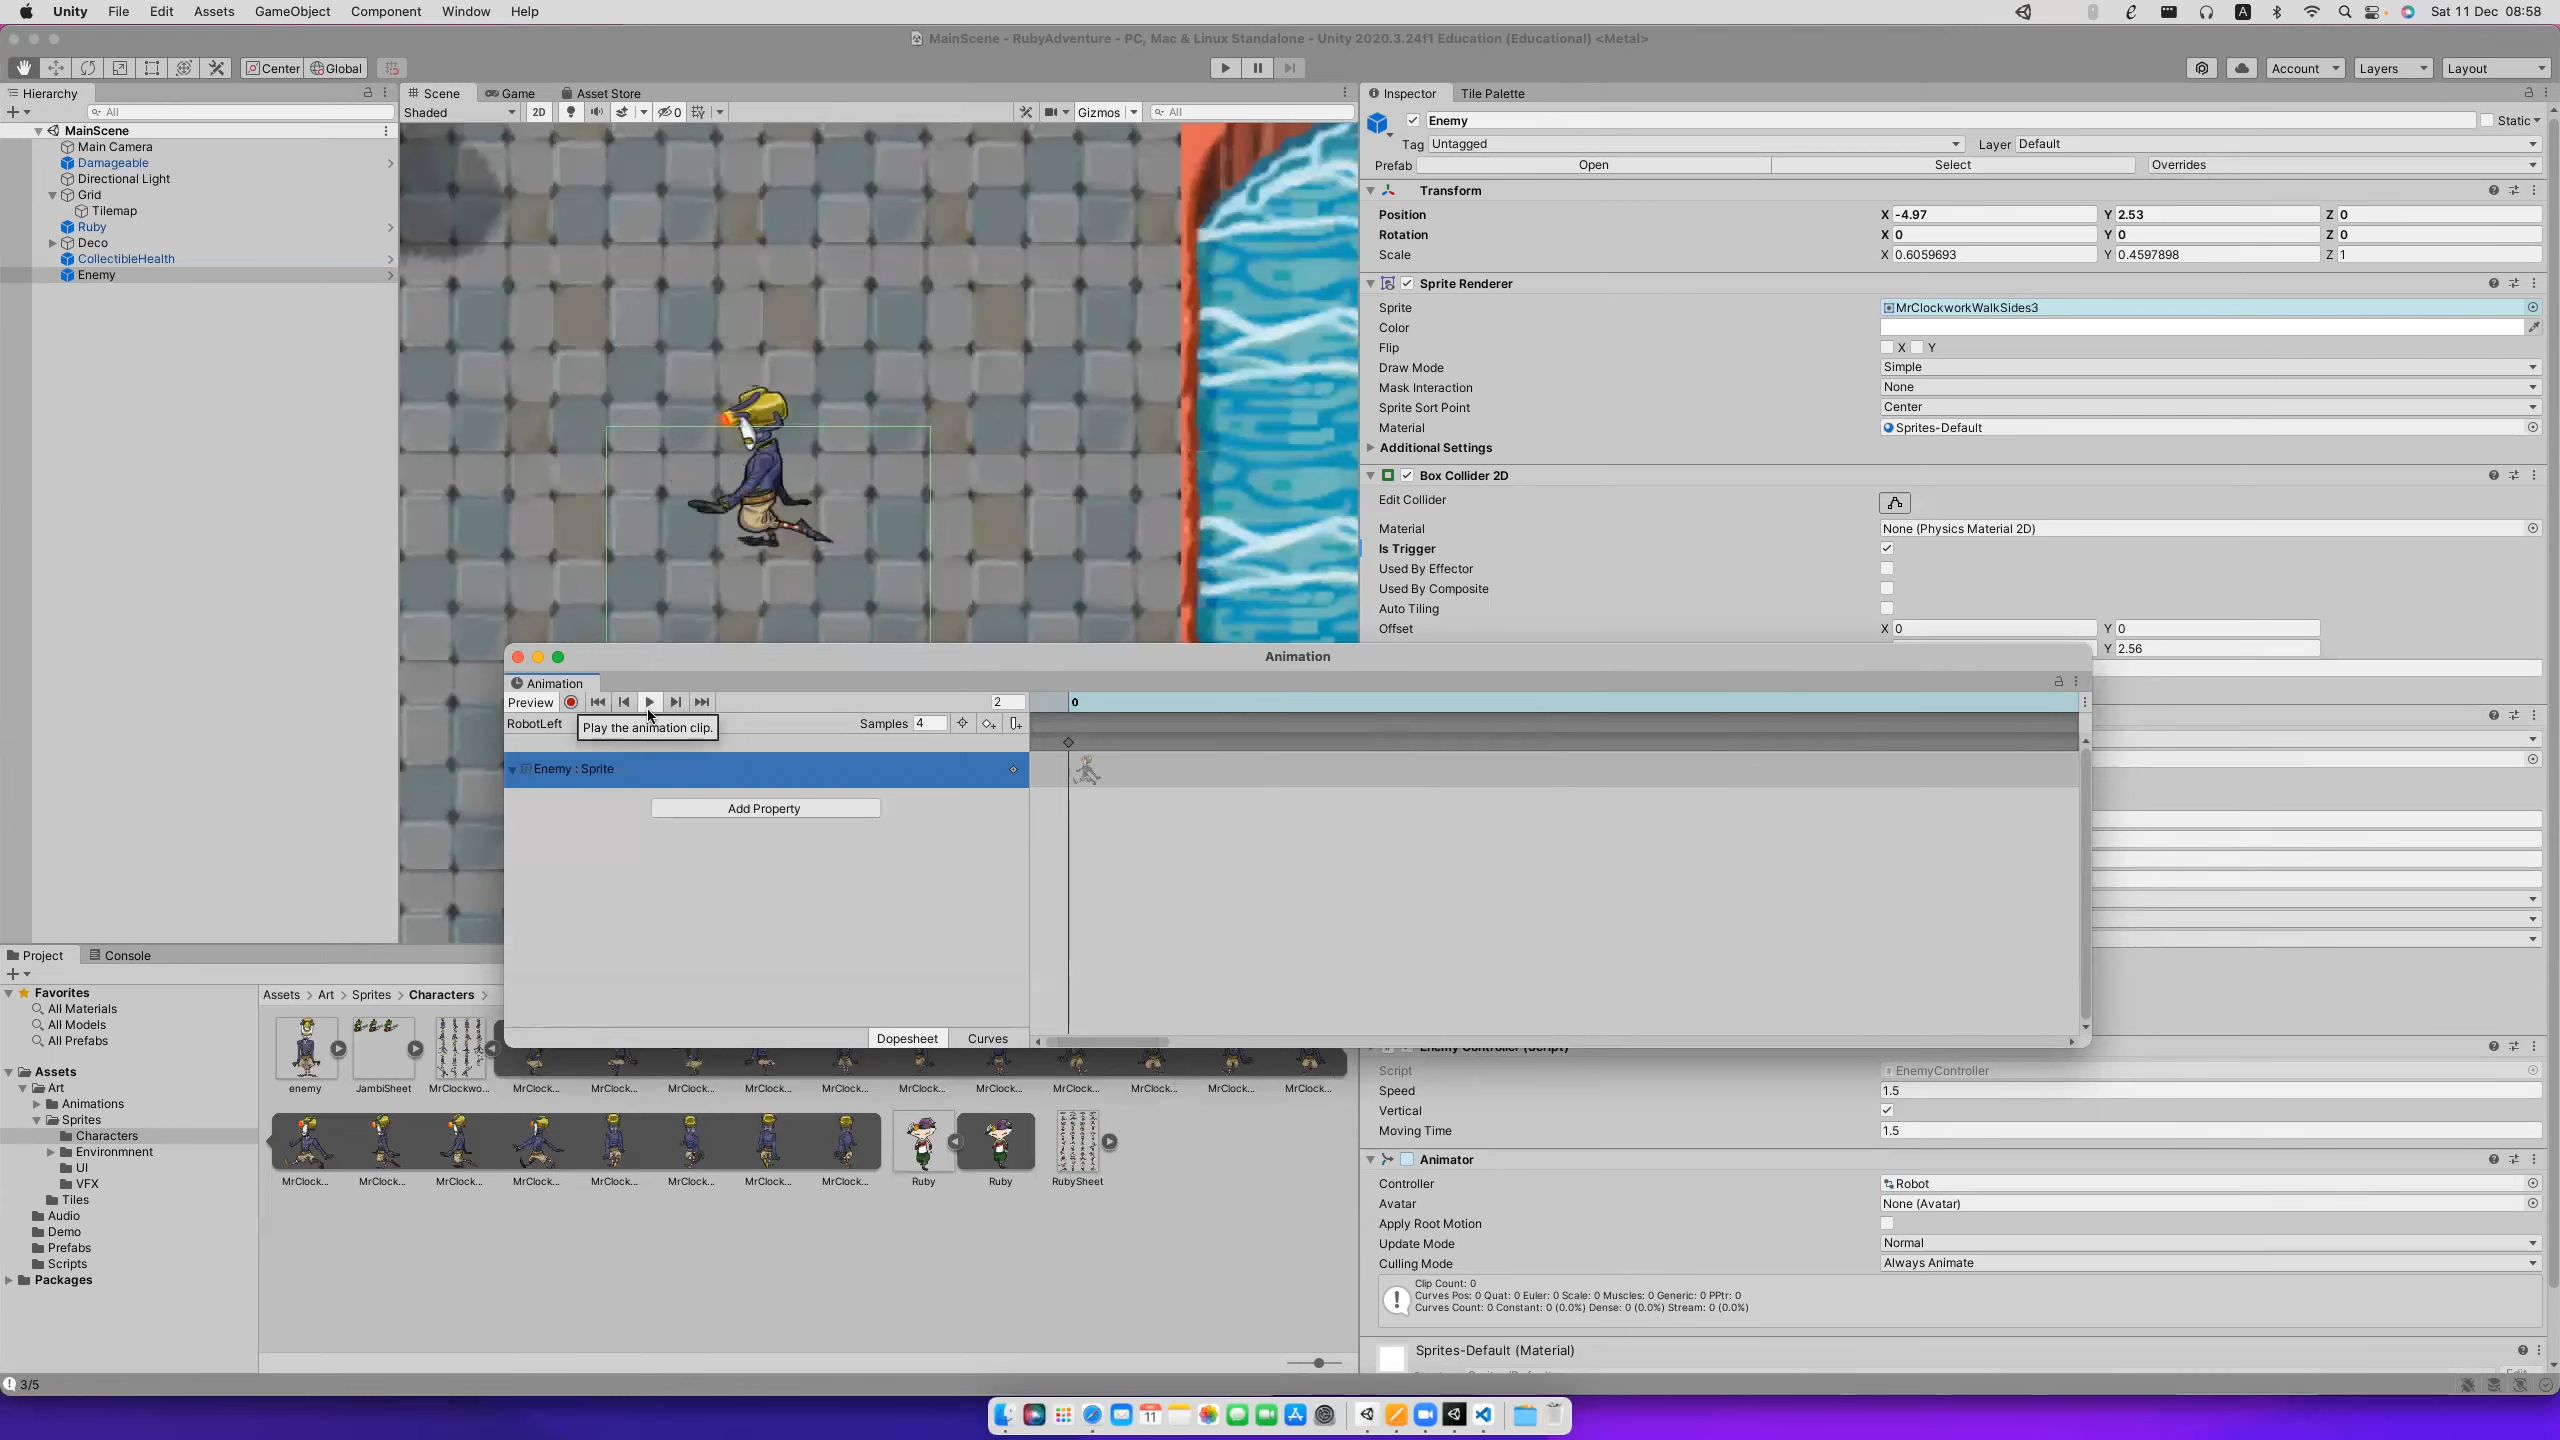 Unity File Edit Assets GameObject Component Window Help
A
Sat 11 Dec 08:58
MainScene - RubyAdventure - PC, Mac & Linux Standalone - Unity 2020.3.24f1 Education (Educational) <Metal>
Center Global
Account Layers Layout
Hierarchy
All
MainScene
Main Camera
Damageable
Directional Light
Grid
Tilemap
Ruby
Deco
CollectibleHealth
Enemy
Scene Game Asset Store
Shaded 2D 0 Gizmos All
Inspector Tile Palette
Enemy Static
Tag Untagged Layer Default
Prefab Open Select Overrides
Transform
Position X -4.97 Y 2.53 Z 0
Rotation X 0 Y 0 Z 0
Scale X 0.6059693 Y 0.4597898 Z 1
Sprite Renderer
Sprite MrClockworkWalkSides3
Color
Flip X Y
Draw Mode Simple
Mask Interaction None
Sprite Sort Point Center
Material Sprites-Default
Additional Settings
Box Collider 2D
Edit Collider
Material None (Physics Material 2D)
Is Trigger
Used By Effector
Used By Composite
Auto Tiling
Offset X 0 Y 0
Y 2.56
Animation
Animation
Preview 2 0
RobotLeft Samples 4
Play the animation clip.
Enemy : Sprite
Add Property
Dopesheet Curves
Project Console
Favorites
All Materials
All Models
All Prefabs
Assets
Art
Animations
Sprites
Characters
Environmnent
UI
VFX
Tiles
Audio
Demo
Prefabs
Scripts
Packages
Assets > Art > Sprites > Characters >
enemy JambiSheet MrClockwo... MrClock... MrClock... MrClock... MrClock... MrClock... MrClock... MrClock... MrClock... MrClock... MrClock... MrClock...
MrClock... MrClock... MrClock... MrClock... MrClock... MrClock... MrClock... MrClock... Ruby Ruby RubySheet
Enemy Controller (Script)
Script EnemyController
Speed 1.5
Vertical
Moving Time 1.5
Animator
Controller Robot
Avatar None (Avatar)
Apply Root Motion
Update Mode Normal
Culling Mode Always Animate
Clip Count: 0
Curves Pos: 0 Quat: 0 Euler: 0 Scale: 0 Muscles: 0 Generic: 0 PPtr: 0
Curves Count: 0 Constant: 0 (0.0%) Dense: 0 (0.0%) Stream: 0 (0.0%)
Sprites-Default (Material)
3/5
DEC
11